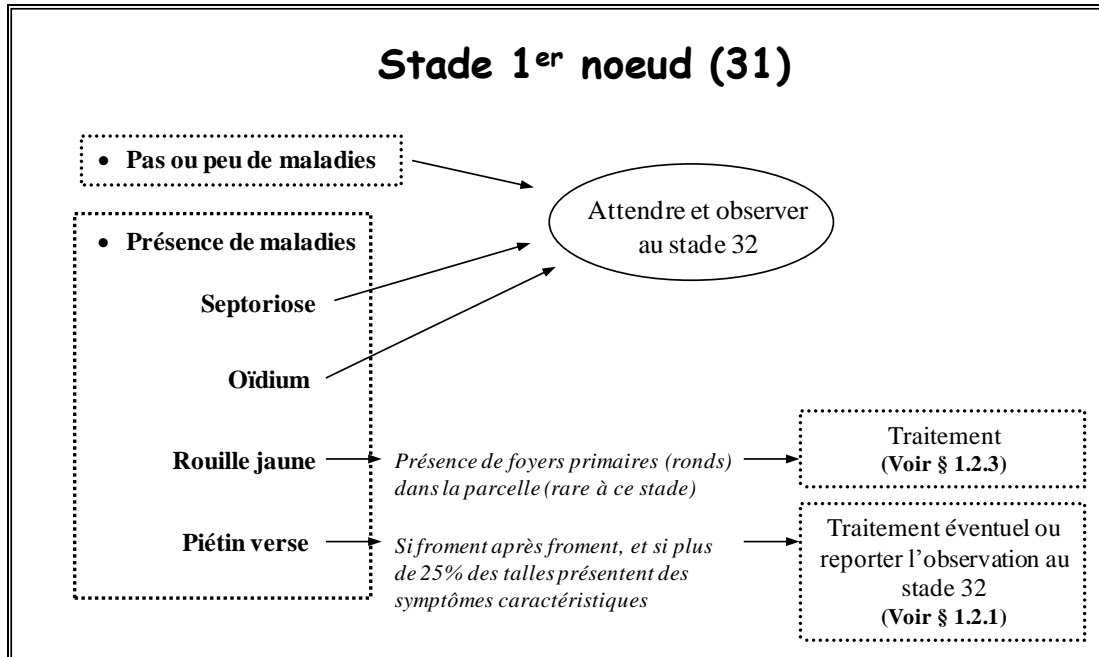 Stade 1er noeud (31)
• Pas ou peu de maladies
Attendre et observer
au stade 32
• Présence de maladies
Septoriose
Oïdium
Rouille jaune
Présence de foyers primaires (ronds)
dans la parcelle (rare à ce stade)
Traitement
(Voir § 1.2.3)
Piétin verse
Si froment après froment, et si plus
de 25% des talles présentent des
symptômes caractéristiques
Traitement éventuel ou
reporter l’observation au
stade 32
(Voir § 1.2.1)